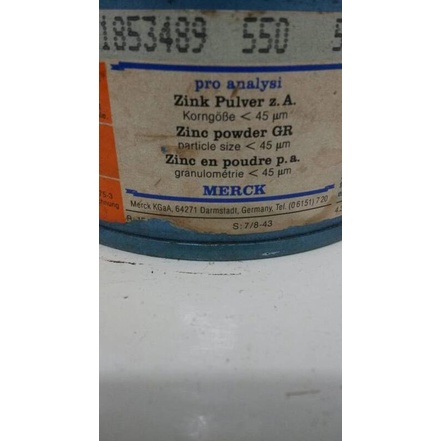 1853489 550
pro analysi
Zink Pulver z. A.
Korngöße < 45 µm
Zinc powder GR
particle size < 45 µm
Zinc en poudre p. a.
granulométrie < 45 µm
MERCK
Merck KGaA, 64271 Darmstadt, Germany, Tel. (06151) 720
S: 7/8-43